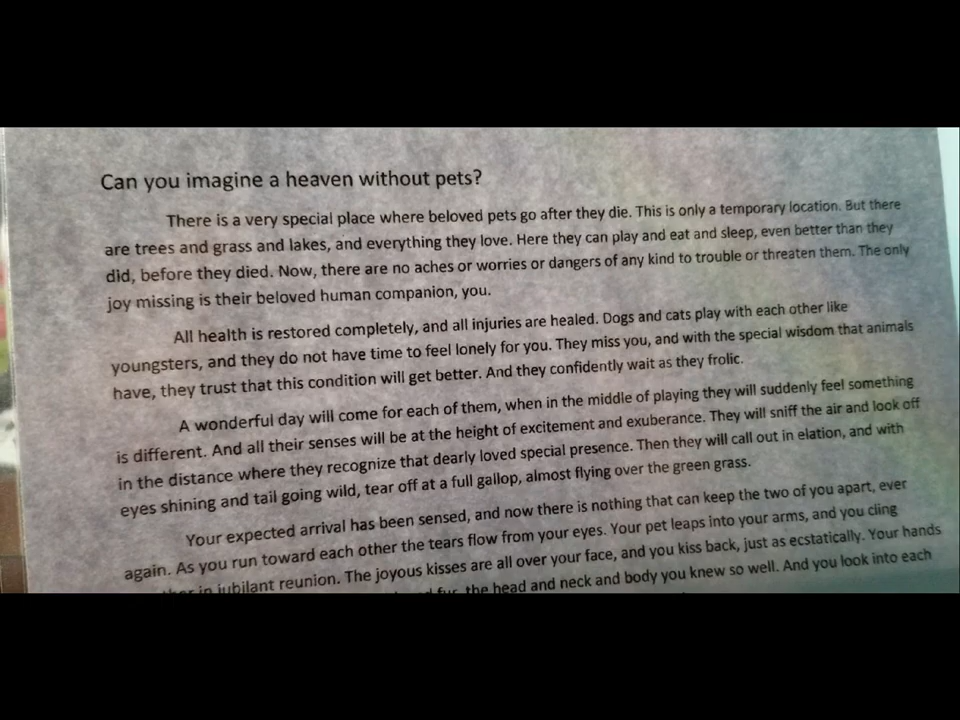 Can you imagine a heaven without pets?
There is a very special place where beloved pets go after they die. This is only a temporary location. But there
are trees and grass and lakes, and everything they love. Here they can play and eat and sleep, even better than they
did, before they died. Now, there are no aches or worries or dangers of any kind to trouble or threaten them. The only
joy missing is their beloved human companion, you.
All health is restored completely, and all injuries are healed. Dogs and cats play with each other like
youngsters, and they do not have time to feel lonely for you. They miss you, and with the special wisdom that animals
have, they trust that this condition will get better. And they confidently wait as they frolic.
A wonderful day will come for each of them, when in the middle of playing they will suddenly feel something
is different. And all their senses will be at the height of excitement and exuberance. They will sniff the air and look off
in the distance where they recognize that dearly loved special presence. Then they will call out in elation, and with
eyes shining and tail going wild, tear off at a full gallop, almost flying over the green grass.
Your expected arrival has been sensed, and now there is nothing that can keep the two of you apart, ever
again. As you run toward each other the tears flow from your eyes. Your pet leaps into your arms, and you cling
in jubilant reunion. The joyous kisses are all over your face, and you kiss back, just as ecstatically. Your hands
fur, the head and neck and body you knew so well. And you look into each